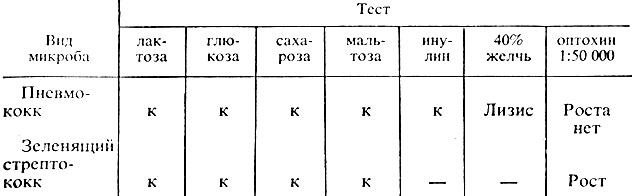 Тест
Вид микроба лак-тоза глю-коза саха-роза маль-тоза ину-лин 40% желчь оптохин 1:50 000
Пневмо-
кокк к к к к к Лизис Роста нет
Зеленящий
стрепто-
кокк к к к к — — Рост